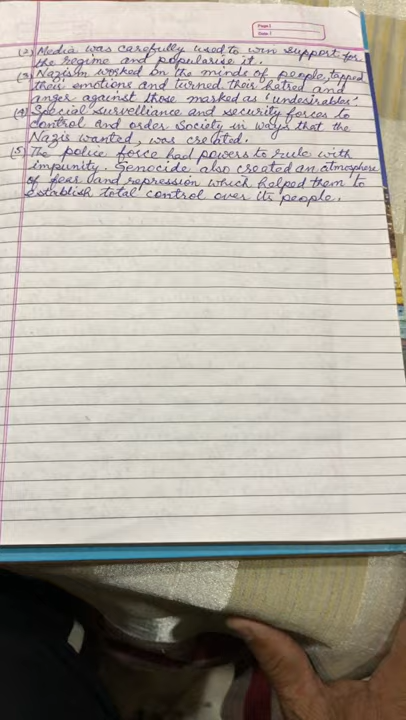 Page:
Date:
(2) Media was carefully used to win support for
the regime and popularise it.
(3) Nazism worked on the minds of people, tapped
their emotions and turned their hatred and
anger against those marked as 'undesirables'.
(4) Special survelliance and security forces to
control and order society in ways that the
Nazis wanted, was created.
(5) The police force had powers to rule with
impunity. Genocide also created an atmosphere
of fear and repression which helped them to
establish total control over its people.